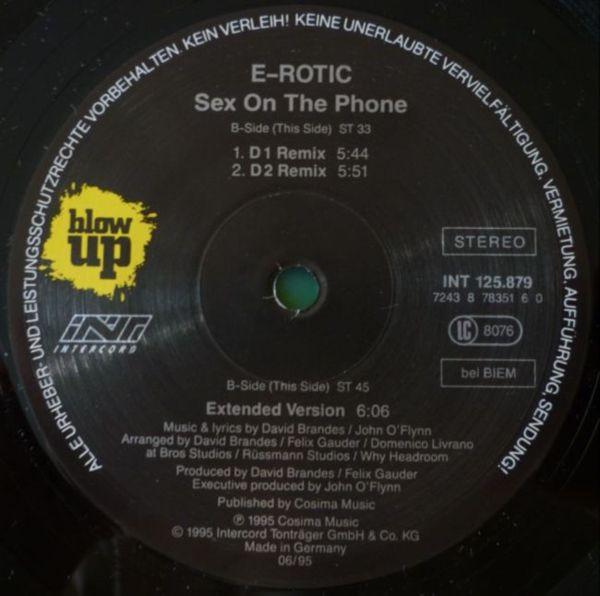 ALLE URHEBER- UND LEISTUNGSSCHUTZRECHTE VORBEHALTEN. KEIN VERLEIH! KEINE UNERLAUBTE VERVIELFÄLTIGUNG, VERMIETUNG, AUFFÜHRUNG, SENDUNG!
E-ROTIC
Sex On The Phone
B-Side (This Side) ST 33
1. D1 Remix 5:44
2. D2 Remix 5:51
blow
up
INT
INTERCORD
STEREO
INT 125.879
7243 8 78351 6 0
LC 8076
bei BIEM
B-Side (This Side) ST 45
Extended Version 6:06
Music & lyrics by David Brandes / John O'Flynn
Arranged by David Brandes / Felix Gauder / Domenico Livrano
at Bros Studios / Rüssmann Studios / Why Headroom
Produced by David Brandes / Felix Gauder
Executive produced by John O'Flynn
Published by Cosima Music
℗ 1995 Cosima Music
© 1995 Intercord Tonträger GmbH & Co. KG
Made in Germany
06/95